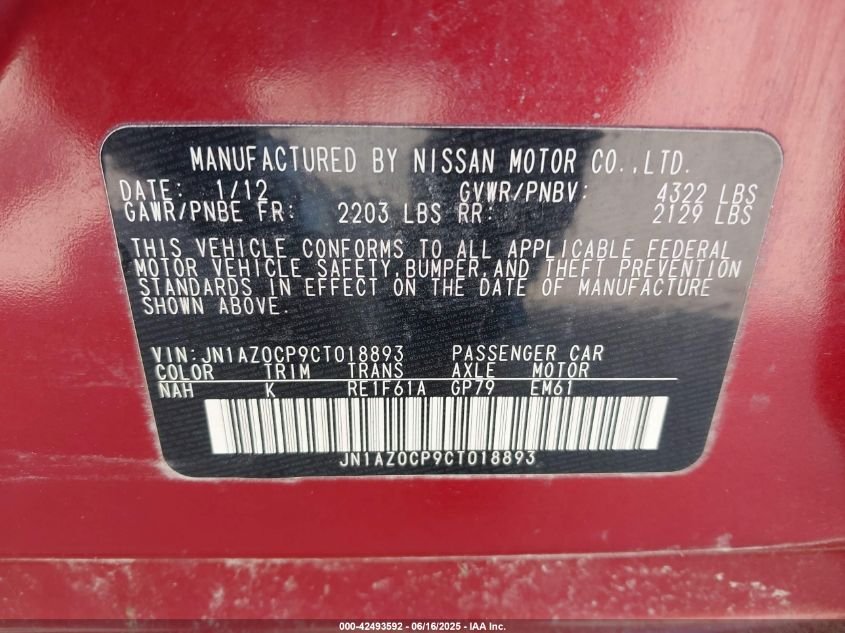 MANUFACTURED BY NISSAN MOTOR CO.,LTD.
DATE: 1/12 GVWR/PNBV: 4322 LBS
GAWR/PNBE FR: 2203 LBS RR: 2129 LBS
THIS VEHICLE CONFORMS TO ALL APPLICABLE FEDERAL
MOTOR VEHICLE SAFETY,BUMPER,AND THEFT PREVENTION
STANDARDS IN EFFECT ON THE DATE OF MANUFACTURE
SHOWN ABOVE.
VIN:JN1AZ0CP9CT018893 PASSENGER CAR
COLOR TRIM TRANS AXLE MODEL
NAH K RE1F61A GP79 EM61
JN1AZ0CP9CT018893
000-42493592 - 06/16/2025 - IAA Inc.